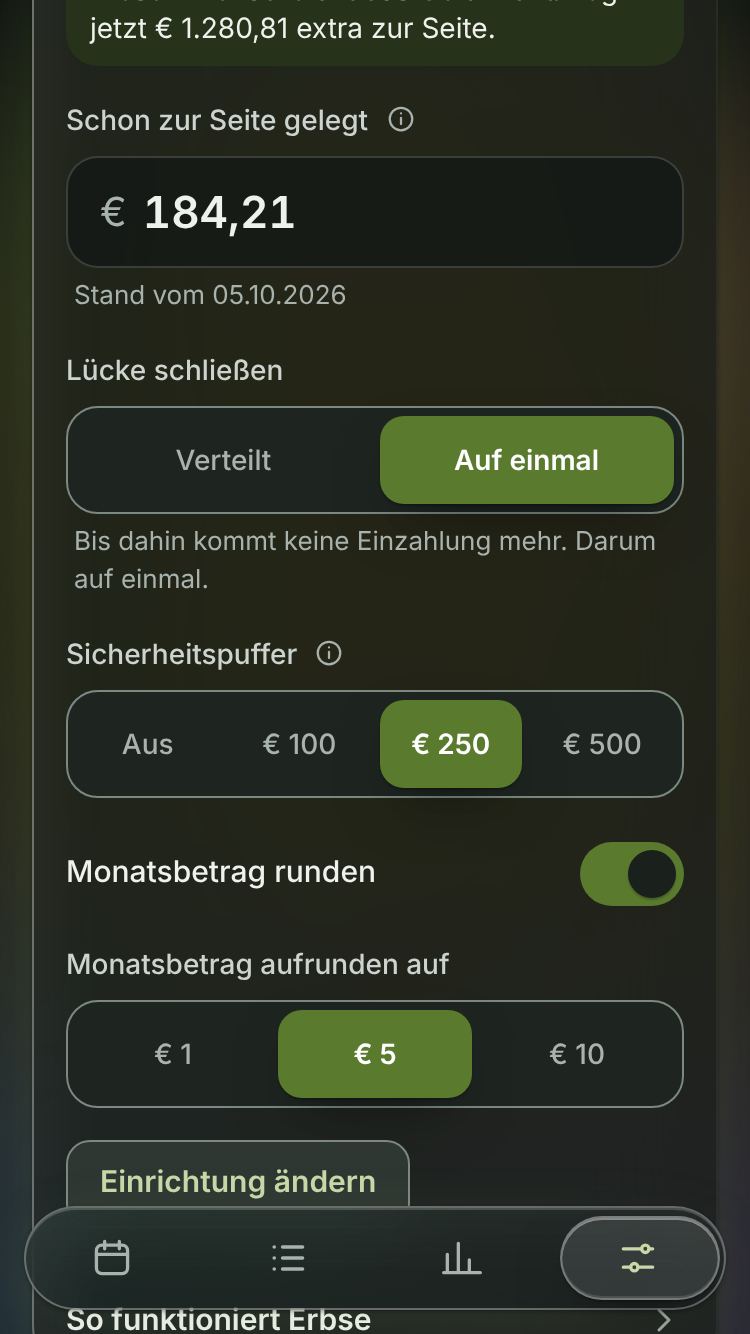 jetzt € 1.280,81 extra zur Seite.
Schon zur Seite gelegt
€ 184,21
Stand vom 05.10.2026
Lücke schließen
Verteilt Auf einmal
Bis dahin kommt keine Einzahlung mehr. Darum
auf einmal.
Sicherheitspuffer
Aus € 100 € 250 € 500
Monatsbetrag runden
Monatsbetrag aufrunden auf
€ 1 € 5 € 10
Einrichtung ändern
So funktioniert Erbse